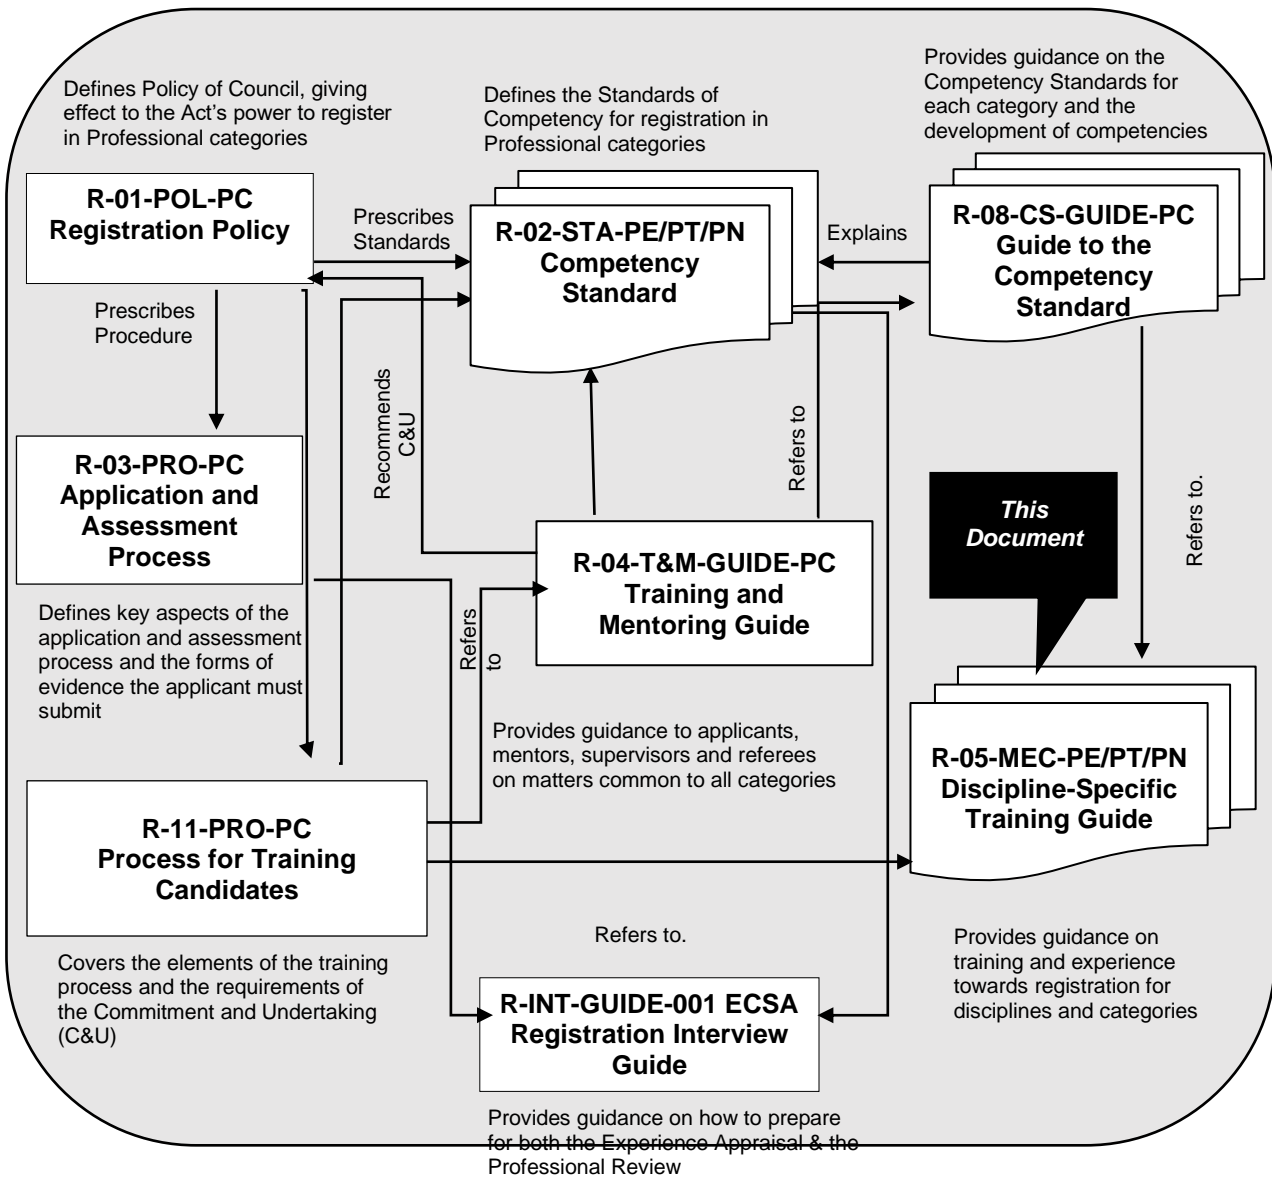 Defines Policy of Council, giving
effect to the Act's power to register
in Professional categories
Defines the Standards of
Competency for registration in
Professional categories
Provides guidance on the
Competency Standards for
each category and the
development of competencies
R-01-POL-PC
Registration Policy
Prescribes
Standards
R-02-STA-PE/PT/PN
Competency
Standard
Explains
R-08-CS-GUIDE-PC
Guide to the
Competency
Standard
Prescribes
Procedure
Recommends
C&U
Refers to
R-03-PRO-PC
Application and
Assessment
Process
This
Document
Refers to.
R-04-T&M-GUIDE-PC
Training and
Mentoring Guide
Defines key aspects of the
application and assessment
process and the forms of
evidence the applicant must
submit
Refers
to
Provides guidance to applicants,
mentors, supervisors and referees
on matters common to all categories
R-05-MEC-PE/PT/PN
Discipline-Specific
Training Guide
R-11-PRO-PC
Process for Training
Candidates
Refers to.
Provides guidance on
training and experience
towards registration for
disciplines and categories
Covers the elements of the training
process and the requirements of
the Commitment and Undertaking
(C&U)
R-INT-GUIDE-001 ECSA
Registration Interview
Guide
Provides guidance on how to prepare
for both the Experience Appraisal & the
Professional Review